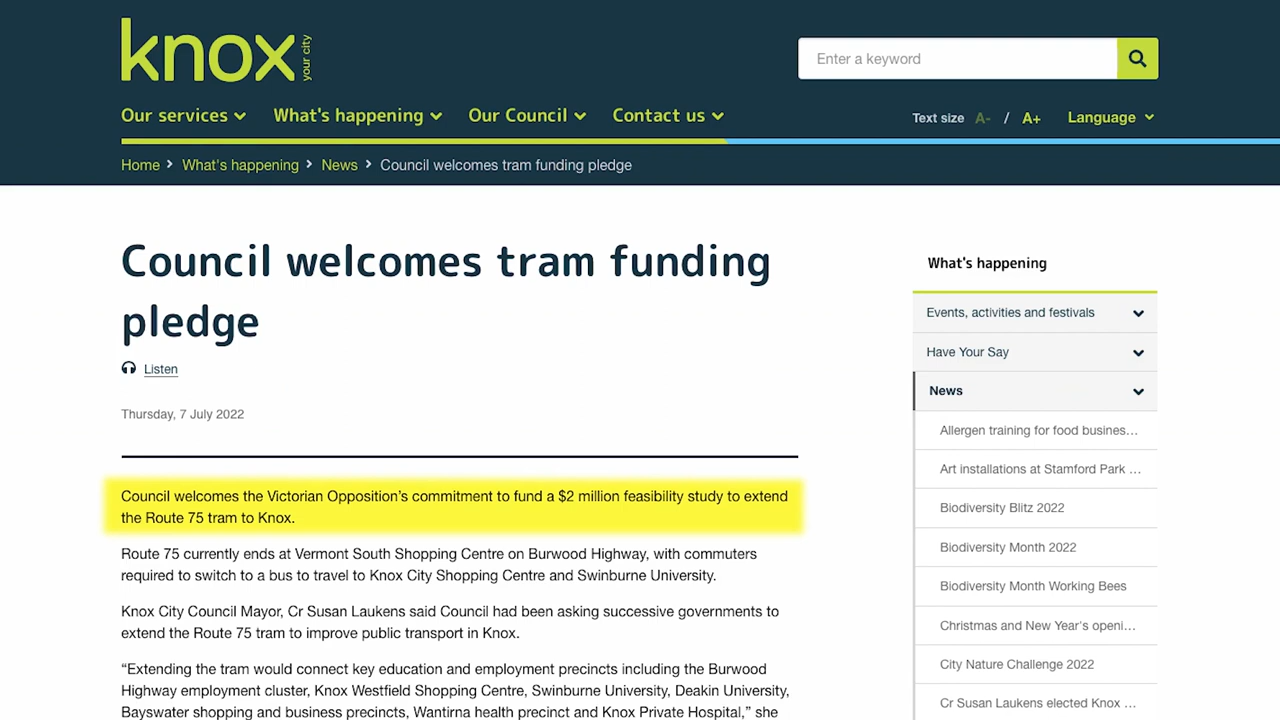 knox your city
Enter a keyword
Our services What's happening Our Council Contact us
Text size A- / A+ Language
Home What's happening News Council welcomes tram funding pledge
Council welcomes tram funding
pledge
Listen
Thursday, 7 July 2022
Council welcomes the Victorian Opposition’s commitment to fund a $2 million feasibility study to extend
the Route 75 tram to Knox.
Route 75 currently ends at Vermont South Shopping Centre on Burwood Highway, with commuters
required to switch to a bus to travel to Knox City Shopping Centre and Swinburne University.
Knox City Council Mayor, Cr Susan Laukens said Council had been asking successive governments to
extend the Route 75 tram to improve public transport in Knox.
“Extending the tram would connect key education and employment precincts including the Burwood
Highway employment cluster, Knox Westfield Shopping Centre, Swinburne University, Deakin University,
Bayswater shopping and business precincts, Wantirna health precinct and Knox Private Hospital,” she
What's happening
Events, activities and festivals
Have Your Say
News
Allergen training for food busines…
Art installations at Stamford Park …
Biodiversity Blitz 2022
Biodiversity Month 2022
Biodiversity Month Working Bees
Christmas and New Year's openi…
City Nature Challenge 2022
Cr Susan Laukens elected Knox …